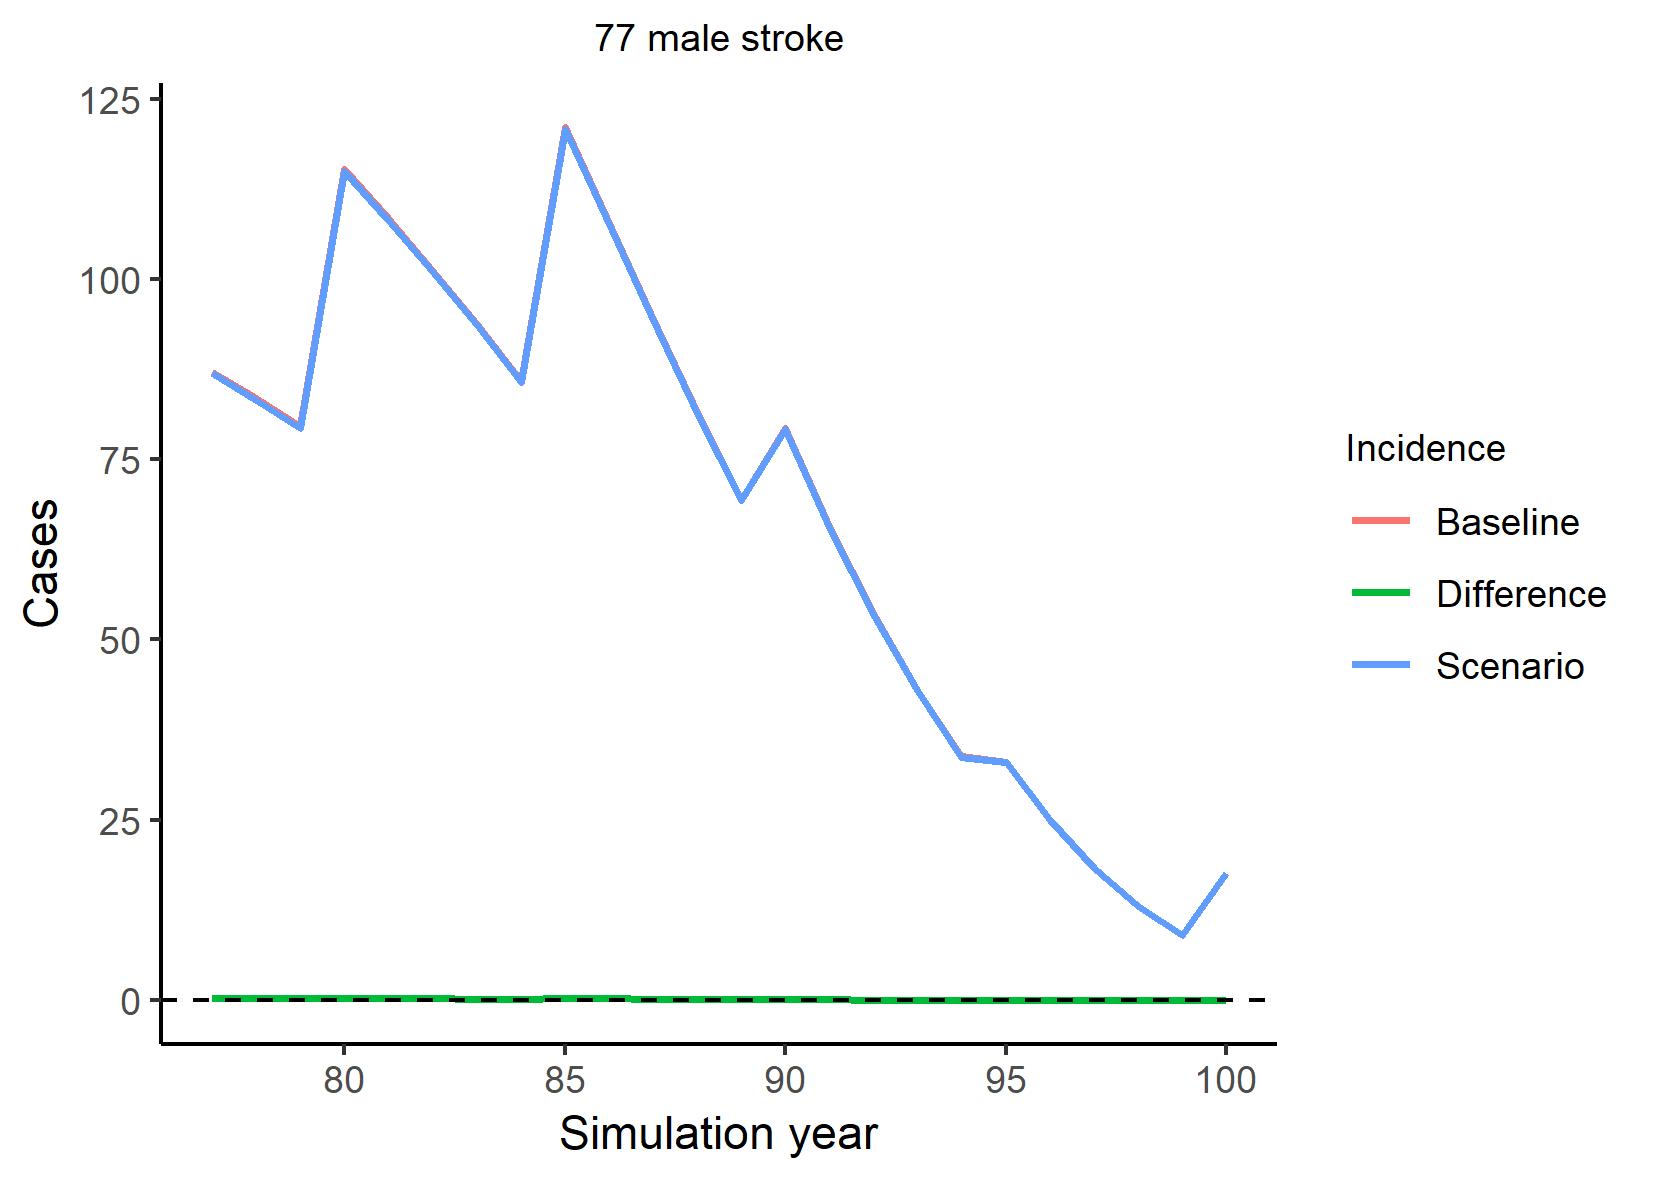 77 male stroke
125
100
75
50
25
0
Cases
80 85 90 95 100
Simulation year
Incidence
Baseline
Difference
Scenario